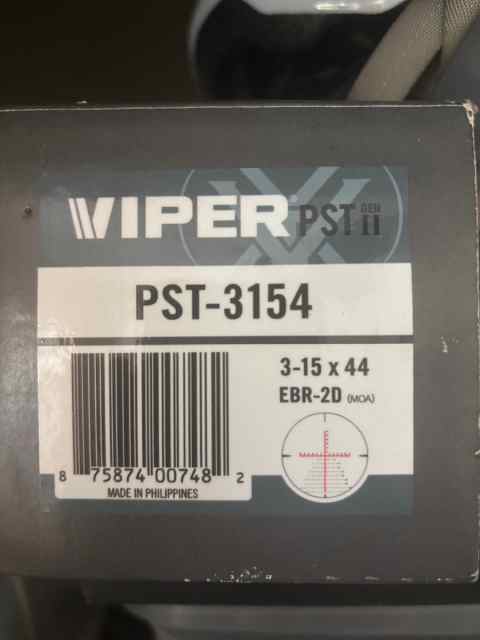 VIPER PST GEN II
PST-3154
3-15 x 44
EBR-2D (MOA)
8 75874 00748 2
MADE IN PHILIPPINES